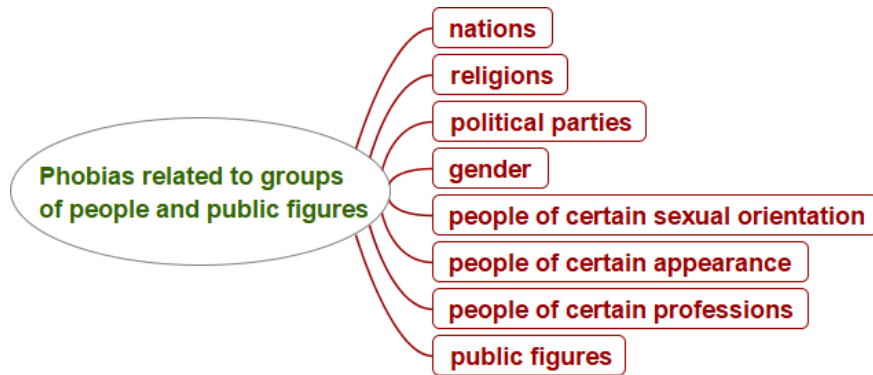 nations
religions
political parties
gender
Phobias related to groups
of people and public figures
people of certain sexual orientation
people of certain appearance
people of certain professions
public figures